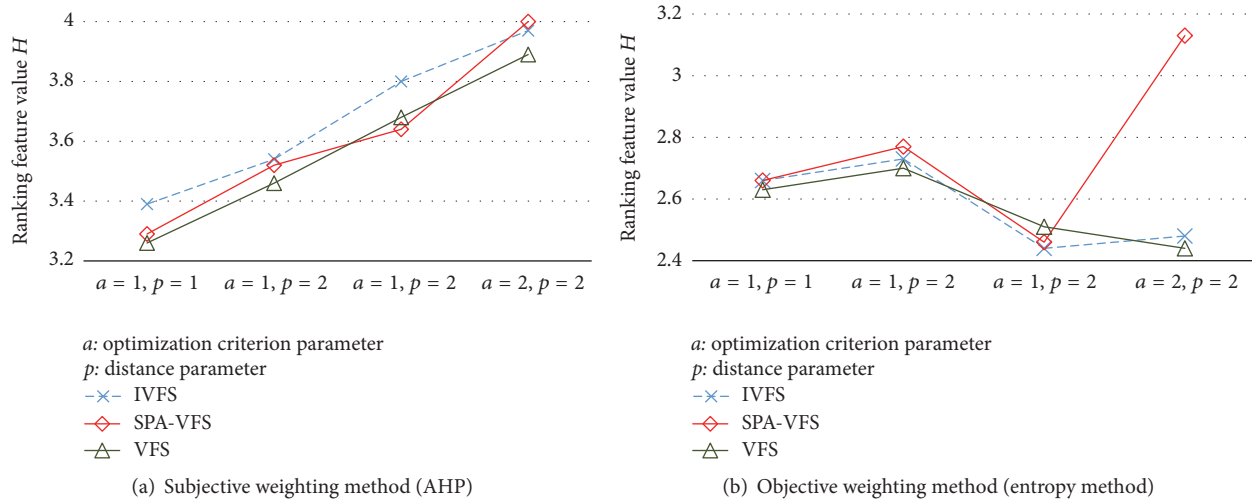 Ranking feature value H
4
3.8
3.6
3.4
3.2
a = 1, p = 1
a = 1, p = 2
a = 1, p = 2
a = 2, p = 2
a: optimization criterion parameter
p: distance parameter
IVFS
SPA-VFS
VFS
(a) Subjective weighting method (AHP)
Ranking feature value H
3.2
3
2.8
2.6
2.4
a = 1, p = 1
a = 1, p = 2
a = 1, p = 2
a = 2, p = 2
a: optimization criterion parameter
p: distance parameter
IVFS
SPA-VFS
VFS
(b) Objective weighting method (entropy method)